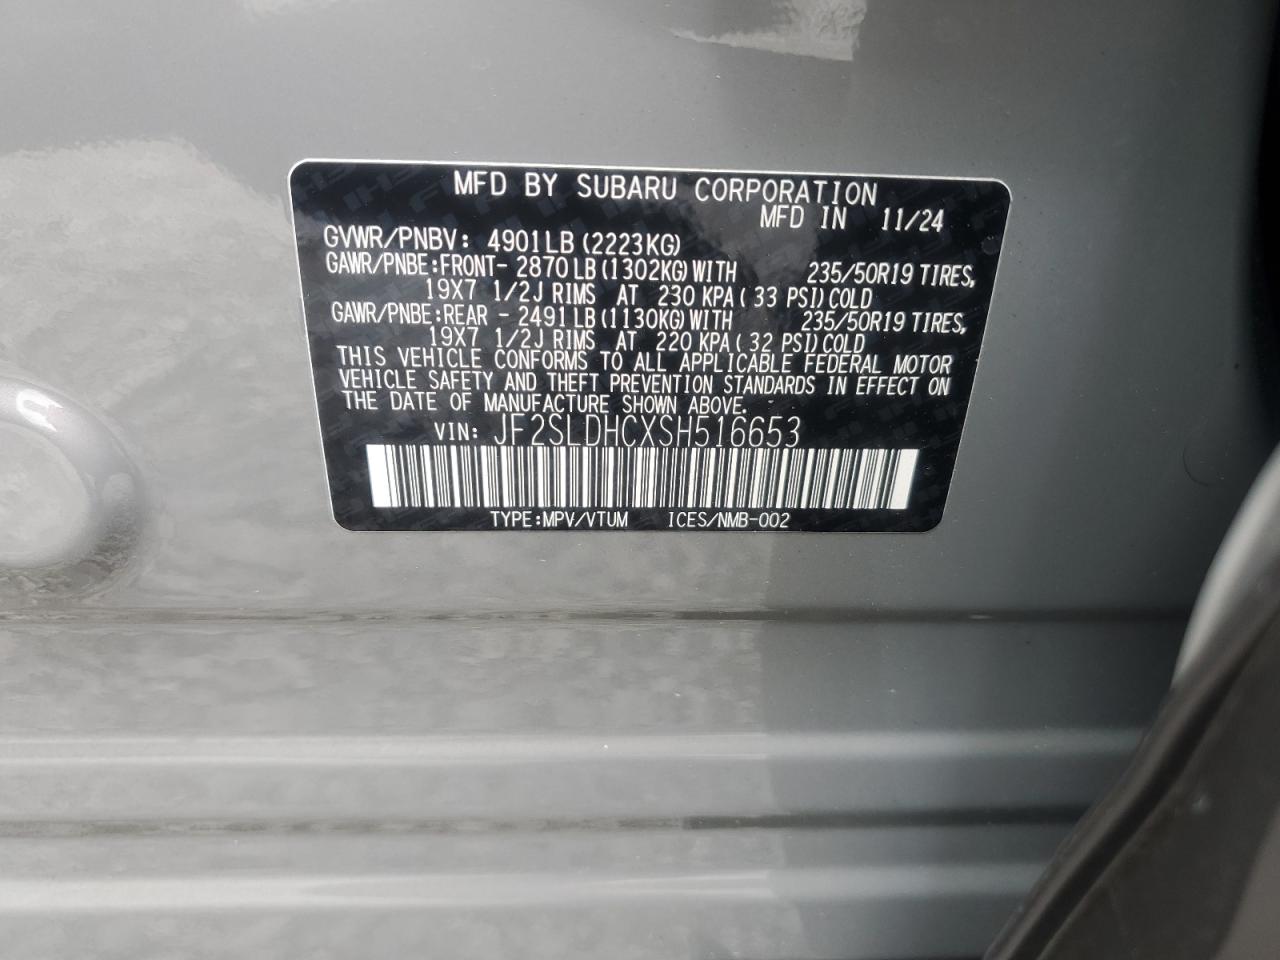 MFD BY SUBARU CORPORATION
MFD IN 11/24
GVWR/PNBV: 4901LB (2223KG)
GAWR/PNBE:FRONT- 2870LB (1302KG) WITH 235/50R19 TIRES,
19X7 1/2J RIMS AT 230 KPA( 33 PSI) COLD
GAWR/PNBE:REAR - 2491LB (1130KG) WITH 235/50R19 TIRES,
19X7 1/2J RIMS AT 220 KPA( 32 PSI) COLD
THIS VEHICLE CONFORMS TO ALL APPLICABLE FEDERAL MOTOR
VEHICLE SAFETY AND THEFT PREVENTION STANDARDS IN EFFECT ON
THE DATE OF MANUFACTURE SHOWN ABOVE.
VIN: JF2SLDHCXSH516653
TYPE:MPV/VTUM ICES/NMB-002